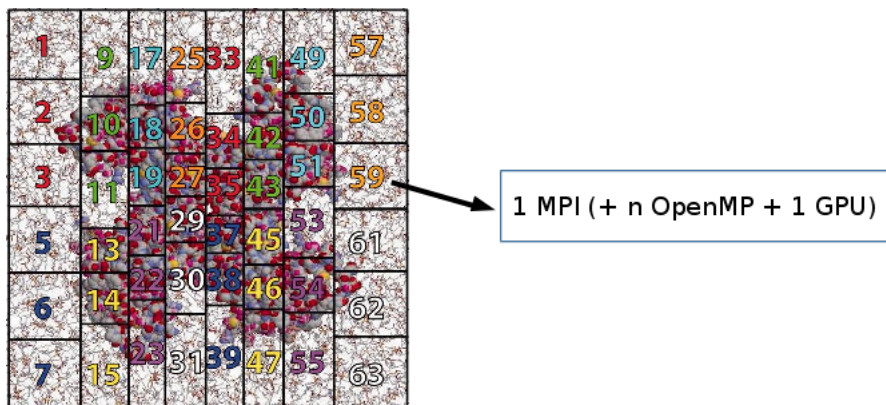 1 9 17 25 33 41 49 57
2 10 18 26 34 42 50 58
3 11 19 27 35 43 51 59
5 13 21 29 37 45 53 61
6 14 22 30 38 46 54 62
7 15 23 31 39 47 55 63
1 MPI (+ n OpenMP + 1 GPU)